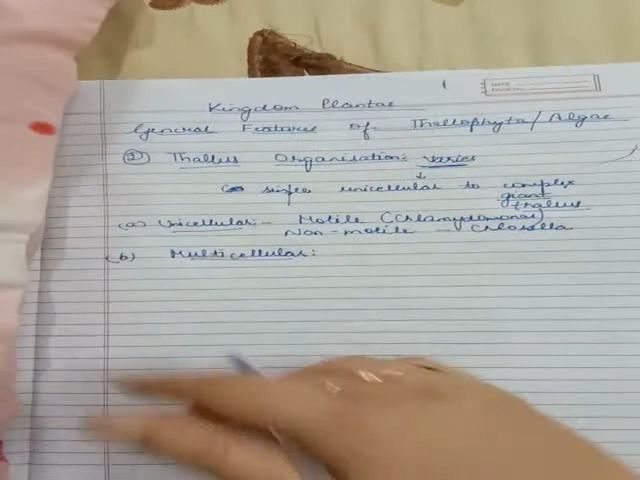 Kingdom Plantae
General Features of Thallophyta/Algae
Thallus Organisation: varies
simple unicellular to complex
giant
thallus
(a) Unicellular:- Motile (Chlamydomonas)
Non-motile - Chlorella
(b) Multicellular: